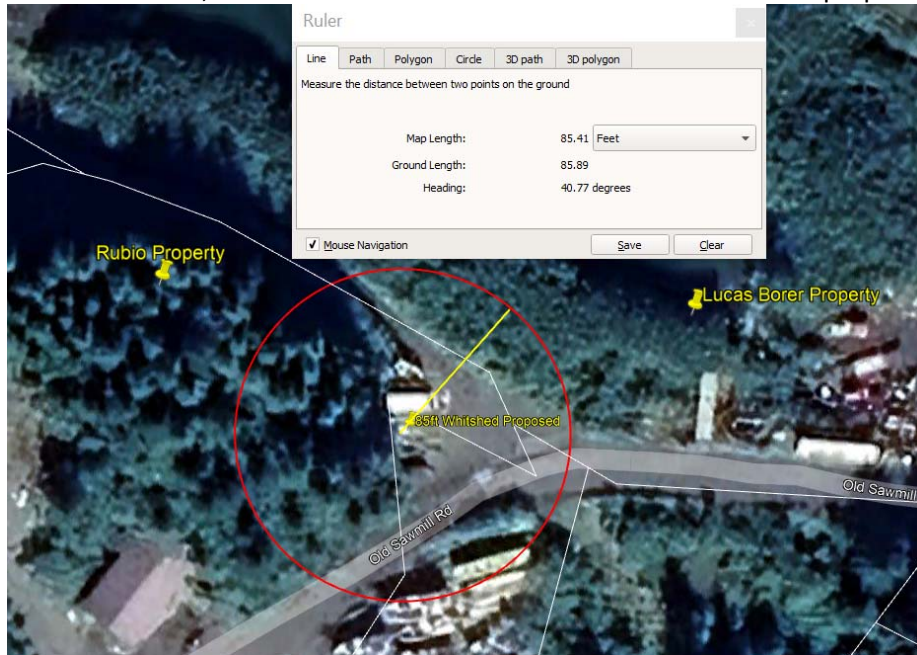 Ruler
Line Path Polygon Circle 3D path 3D polygon
Measure the distance between two points on the ground
Map Length: 85.41 Feet
Ground Length: 85.89
Heading: 40.77 degrees
Mouse Navigation Save Clear
Rubio Property
Lucas Borer Property
85ft Whitshed Proposed
Old Sawmill
Old Sawmill Rd